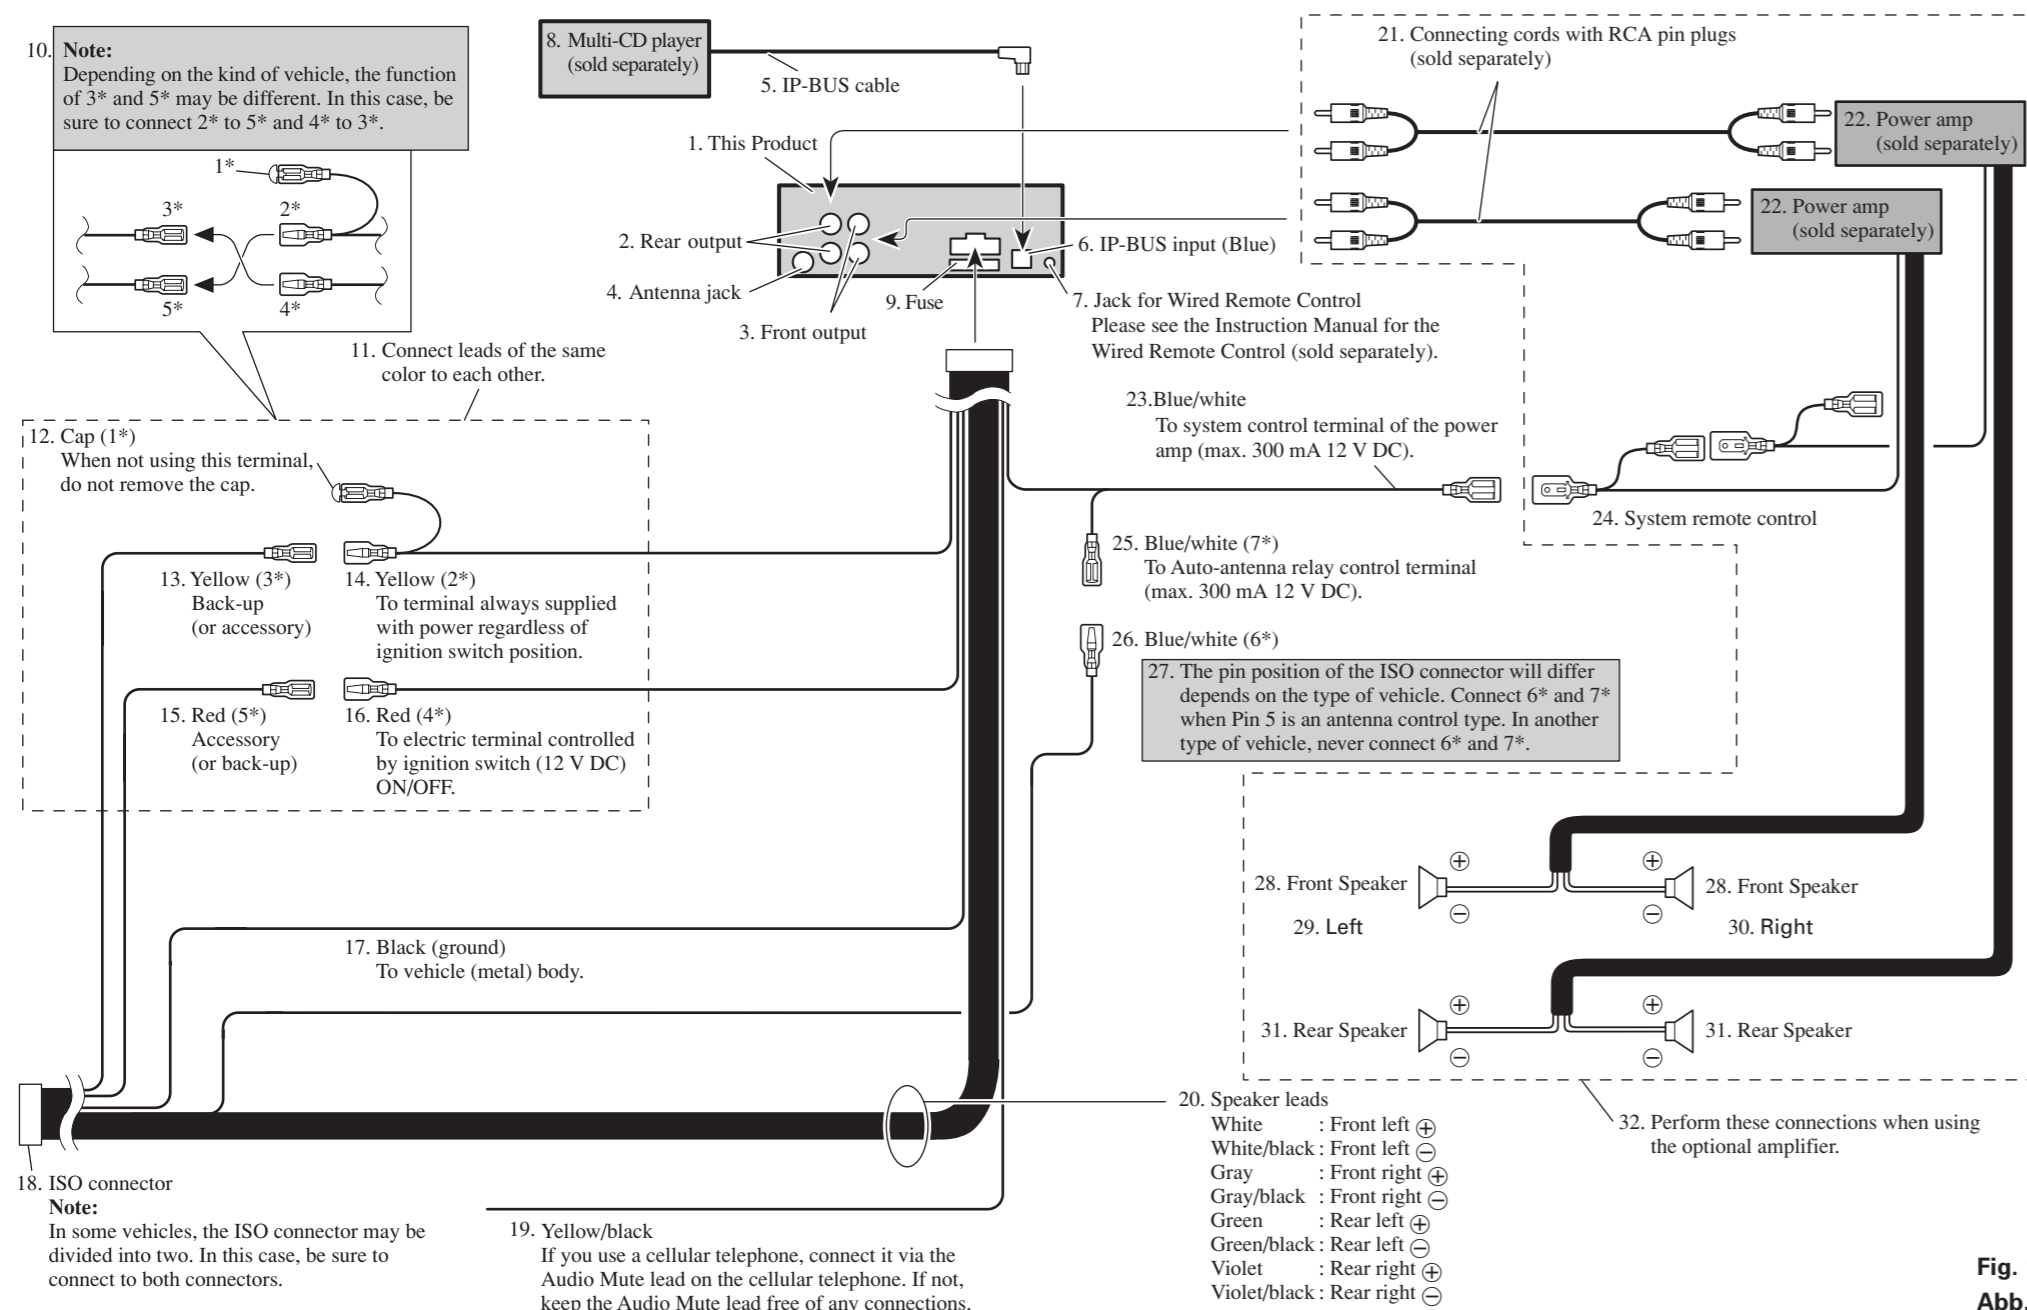 10. Note:
Depending on the kind of vehicle, the function
of 3* and 5* may be different. In this case, be
sure to connect 2* to 5* and 4* to 3*.
1*
3*
2*
5*
4*
8. Multi-CD player
(sold separately)
5. IP-BUS cable
1. This Product
2. Rear output
4. Antenna jack
3. Front output
9. Fuse
6. IP-BUS input (Blue)
7. Jack for Wired Remote Control
Please see the Instruction Manual for the
Wired Remote Control (sold separately).
21. Connecting cords with RCA pin plugs
(sold separately)
22. Power amp
(sold separately)
22. Power amp
(sold separately)
11. Connect leads of the same
color to each other.
12. Cap (1*)
When not using this terminal,
do not remove the cap.
13. Yellow (3*)
Back-up
(or accessory)
14. Yellow (2*)
To terminal always supplied
with power regardless of
ignition switch position.
15. Red (5*)
Accessory
(or back-up)
16. Red (4*)
To electric terminal controlled
by ignition switch (12 V DC)
ON/OFF.
23.Blue/white
To system control terminal of the power
amp (max. 300 mA 12 V DC).
24. System remote control
25. Blue/white (7*)
To Auto-antenna relay control terminal
(max. 300 mA 12 V DC).
26. Blue/white (6*)
27. The pin position of the ISO connector will differ
depends on the type of vehicle. Connect 6* and 7*
when Pin 5 is an antenna control type. In another
type of vehicle, never connect 6* and 7*.
⊕
⊕
28. Front Speaker
28. Front Speaker
⊖
⊖
29. Left
30. Right
⊕
⊕
31. Rear Speaker
31. Rear Speaker
⊖
⊖
17. Black (ground)
To vehicle (metal) body.
18. ISO connector
Note:
In some vehicles, the ISO connector may be
divided into two. In this case, be sure to
connect to both connectors.
19. Yellow/black
If you use a cellular telephone, connect it via the
Audio Mute lead on the cellular telephone. If not,
keep the Audio Mute lead free of any connections.
20. Speaker leads
White : Front left ⊕
White/black : Front left ⊖
Gray : Front right ⊕
Gray/black : Front right ⊖
Green : Rear left ⊕
Green/black : Rear left ⊖
Violet : Rear right ⊕
Violet/black : Rear right ⊖
32. Perform these connections when using
the optional amplifier.
Fig.
Abb.